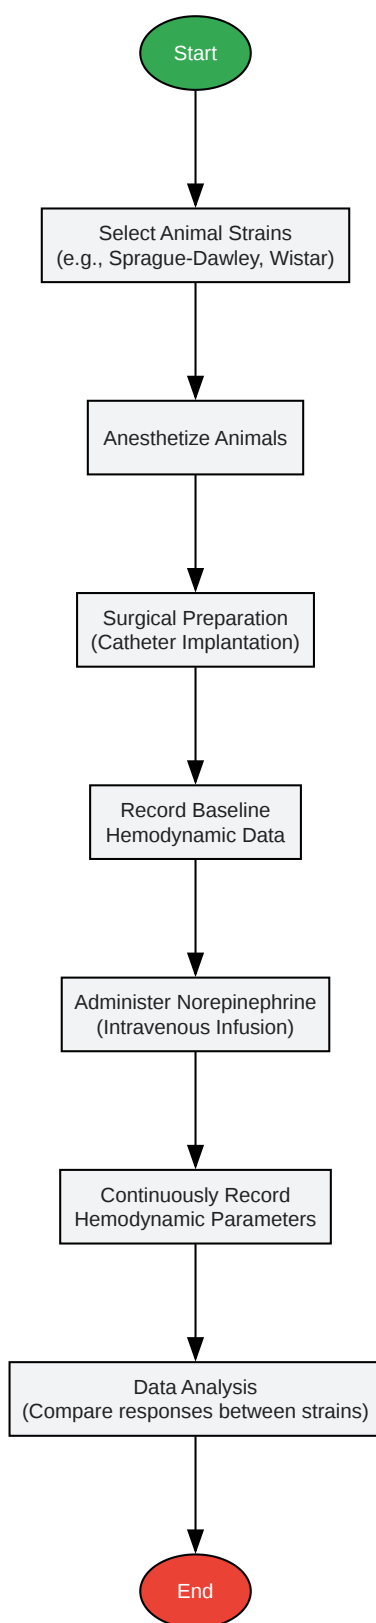 Start
Select Animal Strains
(e.g., Sprague-Dawley, Wistar)
Anesthetize Animals
Surgical Preparation
(Catheter Implantation)
Record Baseline
Hemodynamic Data
Administer Norepinephrine
(Intravenous Infusion)
Continuously Record
Hemodynamic Parameters
Data Analysis
(Compare responses between strains)
End